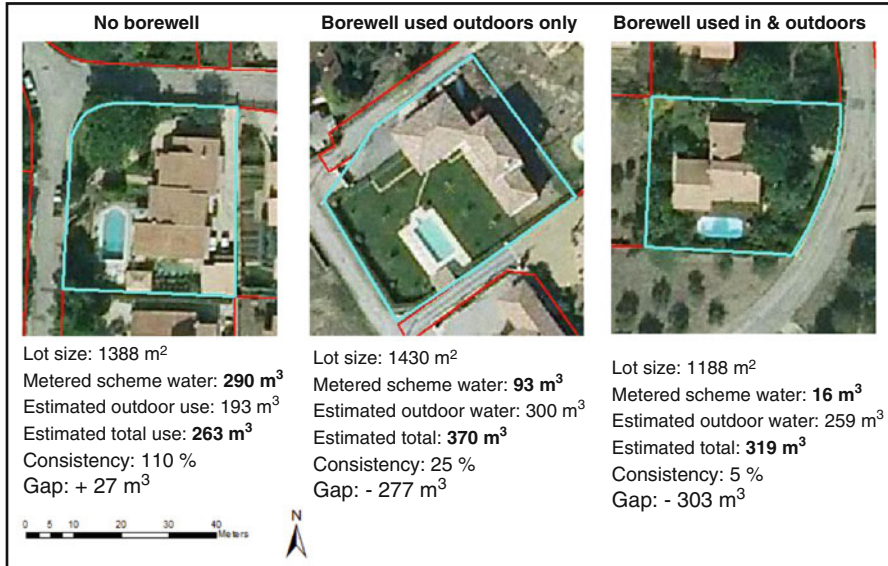 No borewell
Lot size: 1388 m²
Metered scheme water: 290 m³
Estimated outdoor use: 193 m³
Estimated total use: 263 m³
Consistency: 110 %
Gap: + 27 m³
Borewell used outdoors only
Lot size: 1430 m²
Metered scheme water: 93 m³
Estimated outdoor water: 300 m³
Estimated total: 370 m³
Consistency: 25 %
Gap: - 277 m³
Borewell used in & outdoors
Lot size: 1188 m²
Metered scheme water: 16 m³
Estimated outdoor water: 259 m³
Estimated total: 319 m³
Consistency: 5 %
Gap: - 303 m³
0 5 10 20 30 40
Meters
N